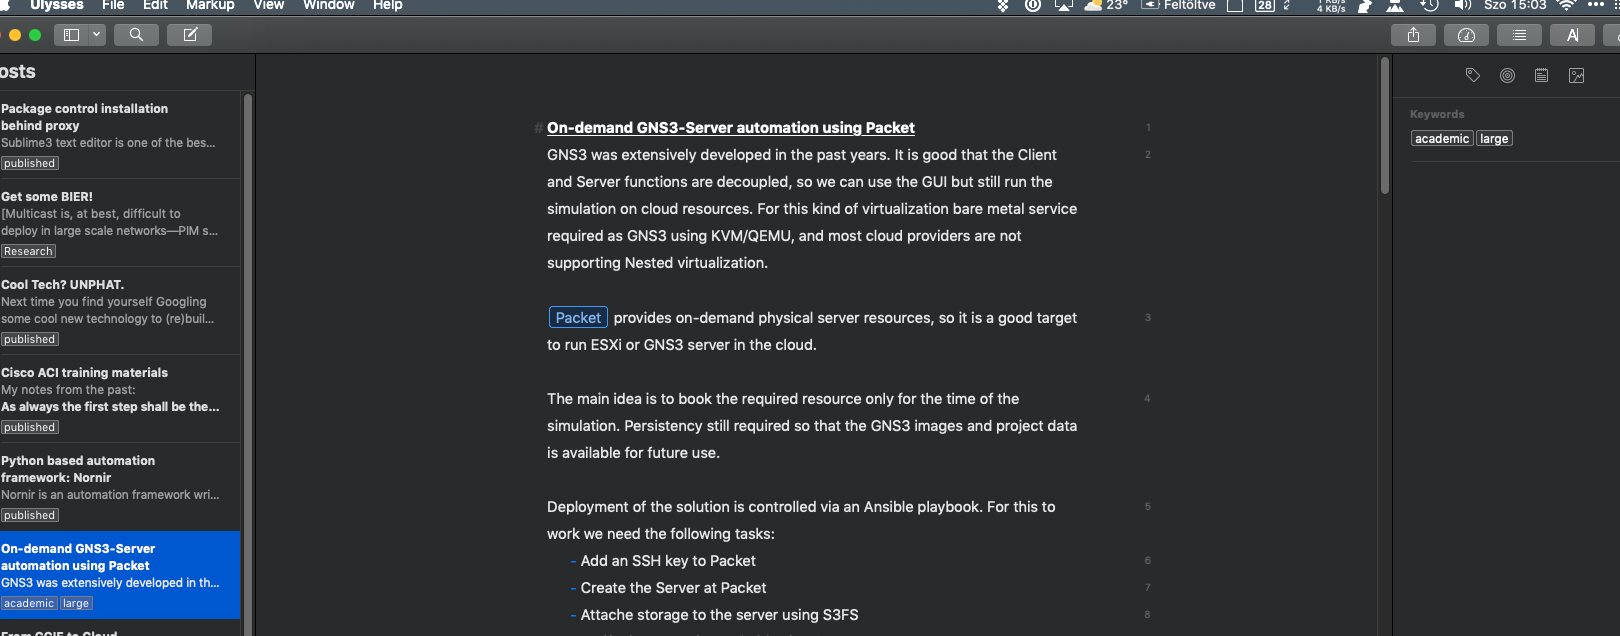 Ulysses File Edit Markup View Window Help 23° Feltöltve 28 4 KB/s Szo 15:03
osts
Package control installation
behind proxy
Sublime3 text editor is one of the bes...
published
Get some BIER!
[Multicast is, at best, difficult to
deploy in large scale networks—PIM s...
Research
Cool Tech? UNPHAT.
Next time you find yourself Googling
some cool new technology to (re)buil...
published
Cisco ACI training materials
My notes from the past:
As always the first step shall be the...
published
Python based automation
framework: Nornir
Nornir is an automation framework wri...
published
On-demand GNS3-Server
automation using Packet
GNS3 was extensively developed in th...
academic large
From CCIE to Cloud
# On-demand GNS3-Server automation using Packet 1
GNS3 was extensively developed in the past years. It is good that the Client 2
and Server functions are decoupled, so we can use the GUI but still run the
simulation on cloud resources. For this kind of virtualization bare metal service
required as GNS3 using KVM/QEMU, and most cloud providers are not
supporting Nested virtualization.
Packet provides on-demand physical server resources, so it is a good target 3
to run ESXi or GNS3 server in the cloud.
The main idea is to book the required resource only for the time of the 4
simulation. Persistency still required so that the GNS3 images and project data
is available for future use.
Deployment of the solution is controlled via an Ansible playbook. For this to 5
work we need the following tasks:
- Add an SSH key to Packet 6
- Create the Server at Packet 7
- Attache storage to the server using S3FS 8
Keywords
academic large